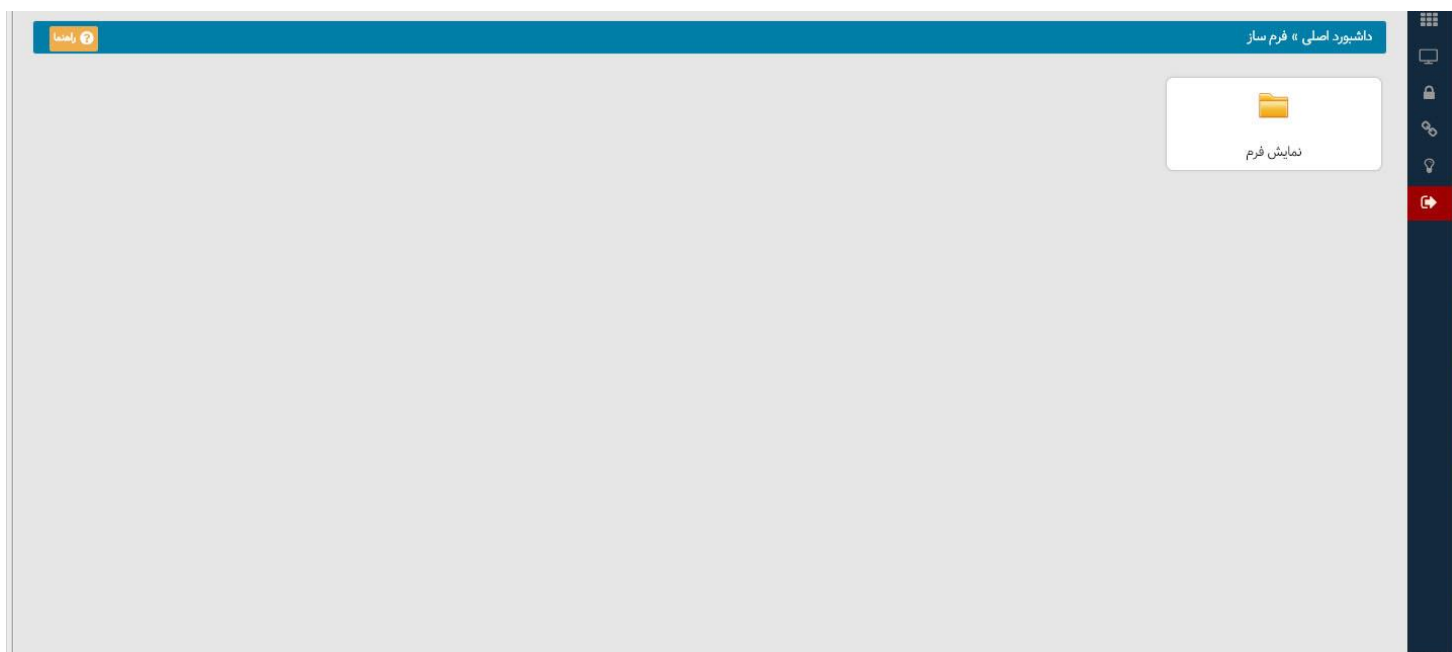 داشبورد اصلی » فرم ساز
راهنما
نمایش فرم